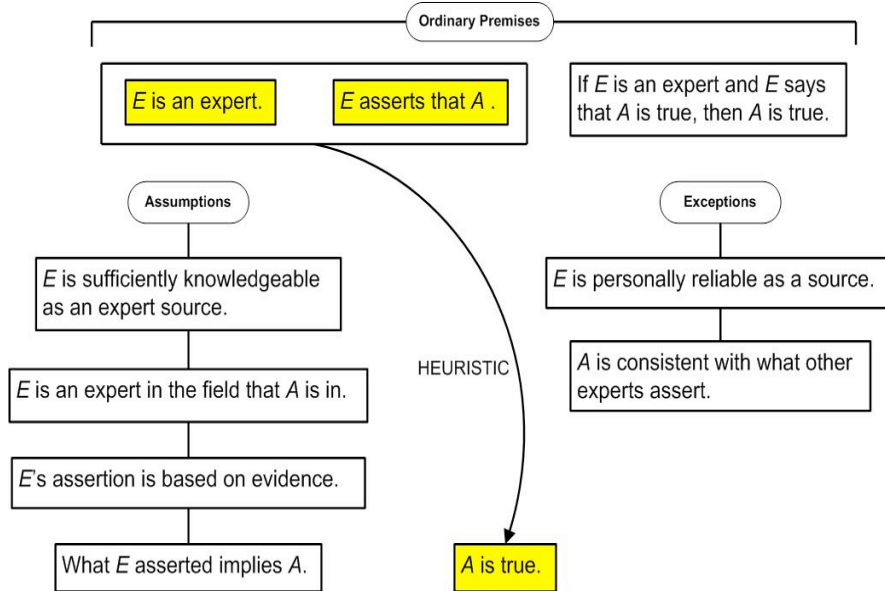 Ordinary Premises
E is an expert.
E asserts that A .
If E is an expert and E says
that A is true, then A is true.
Assumptions
Exceptions
E is sufficiently knowledgeable
as an expert source.
E is personally reliable as a source.
HEURISTIC
A is consistent with what other
experts assert.
E is an expert in the field that A is in.
E's assertion is based on evidence.
What E asserted implies A.
A is true.